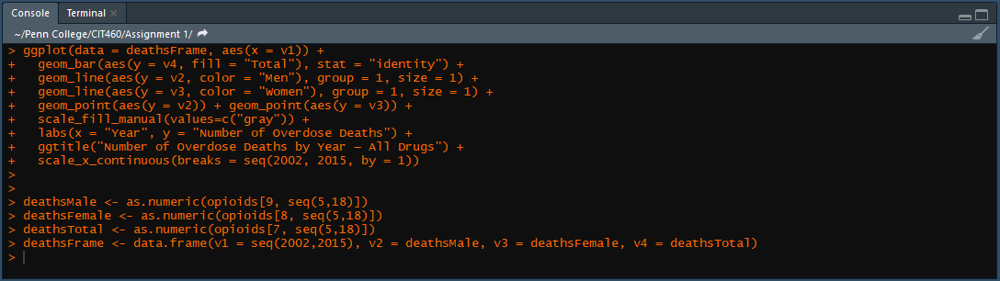 Console Terminal ×
~/Penn College/CIT460/Assignment 1/
> ggplot(data = deathsFrame, aes(x = v1)) +
+   geom_bar(aes(y = v4, fill = "Total"), stat = "identity") +
+   geom_line(aes(y = v2, color = "Men"), group = 1, size = 1) +
+   geom_line(aes(y = v3, color = "Women"), group = 1, size = 1) +
+   geom_point(aes(y = v2)) + geom_point(aes(y = v3)) +
+   scale_fill_manual(values=c("gray")) +
+   labs(x = "Year", y = "Number of Overdose Deaths") +
+   ggtitle("Number of Overdose Deaths by Year – All Drugs") +
+   scale_x_continuous(breaks = seq(2002, 2015, by = 1))
>
>
> deathsMale <- as.numeric(opioids[9, seq(5,18)])
> deathsFemale <- as.numeric(opioids[8, seq(5,18)])
> deathsTotal <- as.numeric(opioids[7, seq(5,18)])
> deathsFrame <- data.frame(v1 = seq(2002,2015), v2 = deathsMale, v3 = deathsFemale, v4 = deathsTotal)
>